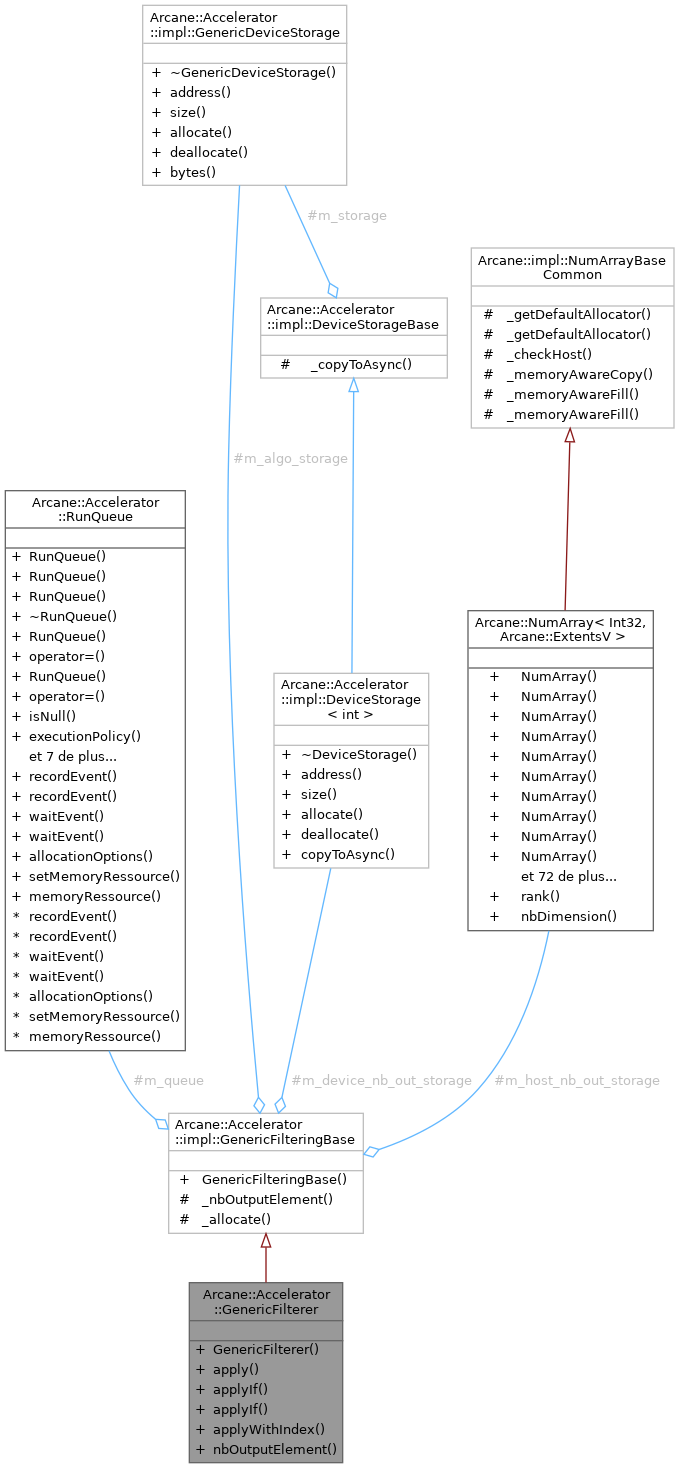 Arcane::Accelerator
::impl::GenericDeviceStorage
+ ~GenericDeviceStorage()
+ address()
+ size()
+ allocate()
+ deallocate()
+ bytes()
#m_storage
Arcane::impl::NumArrayBase
Common
# _getDefaultAllocator()
# _getDefaultAllocator()
# _checkHost()
# _memoryAwareCopy()
# _memoryAwareFill()
# _memoryAwareFill()
Arcane::Accelerator
::impl::DeviceStorageBase
# _copyToAsync()
#m_algo_storage
Arcane::Accelerator
::RunQueue
+ RunQueue()
+ RunQueue()
+ RunQueue()
+ ~RunQueue()
+ RunQueue()
+ operator=()
+ RunQueue()
+ operator=()
+ isNull()
+ executionPolicy()
et 7 de plus...
+ recordEvent()
+ recordEvent()
+ waitEvent()
+ waitEvent()
+ allocationOptions()
+ setMemoryRessource()
+ memoryRessource()
* recordEvent()
* recordEvent()
* waitEvent()
* waitEvent()
* allocationOptions()
* setMemoryRessource()
* memoryRessource()
Arcane::Accelerator
::impl::DeviceStorage
< int >
+ ~DeviceStorage()
+ address()
+ size()
+ allocate()
+ deallocate()
+ copyToAsync()
Arcane::NumArray< Int32,
Arcane::ExtentsV >
+ NumArray()
+ NumArray()
+ NumArray()
+ NumArray()
+ NumArray()
+ NumArray()
+ NumArray()
+ NumArray()
+ NumArray()
+ NumArray()
et 72 de plus...
+ rank()
+ nbDimension()
#m_queue
#m_device_nb_out_storage
#m_host_nb_out_storage
Arcane::Accelerator
::impl::GenericFilteringBase
+ GenericFilteringBase()
# _nbOutputElement()
# _allocate()
Arcane::Accelerator
::GenericFilterer
+ GenericFilterer()
+ apply()
+ applyIf()
+ applyIf()
+ applyWithIndex()
+ nbOutputElement()